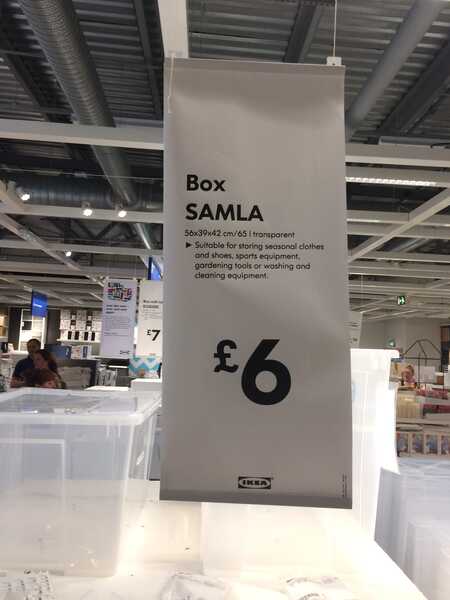 Box
SAMLA
56x39x42 cm/65 l transparent
▶ Suitable for storing seasonal clothes
and shoes, sports equipment,
gardening tools or washing and
cleaning equipment.
£6
IKEA
£7